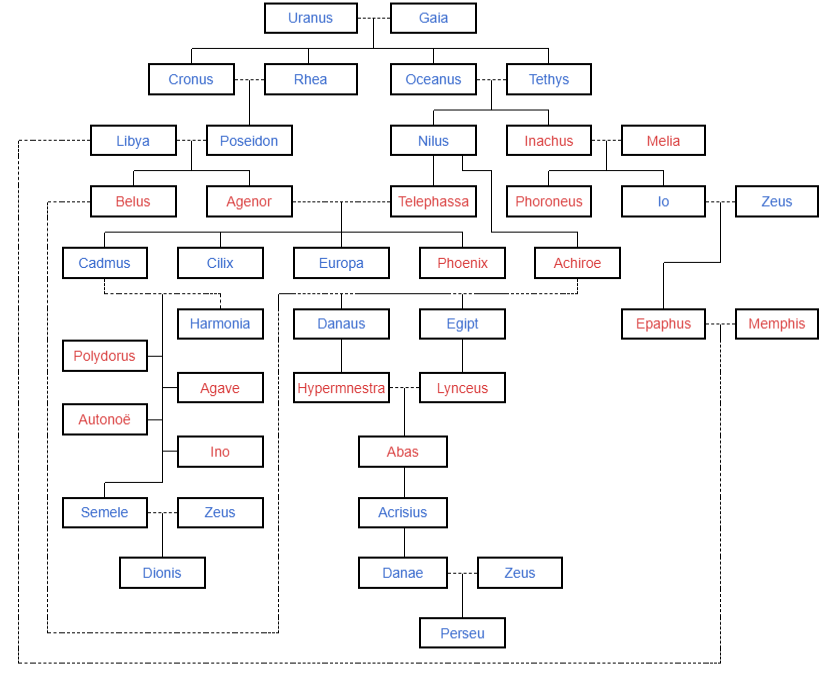 Uranus
Gaia
Cronus
Rhea
Oceanus
Tethys
Libya
Poseidon
Nilus
Inachus
Melia
Belus
Agenor
Telephassa
Phoroneus
Io
Zeus
Cadmus
Cilix
Europa
Phoenix
Achiroe
Harmonia
Danaus
Egipt
Epaphus
Memphis
Polydorus
Agave
Hypermnestra
Lynceus
Autonoë
Ino
Abas
Semele
Zeus
Acrisius
Dionis
Danae
Zeus
Perseu